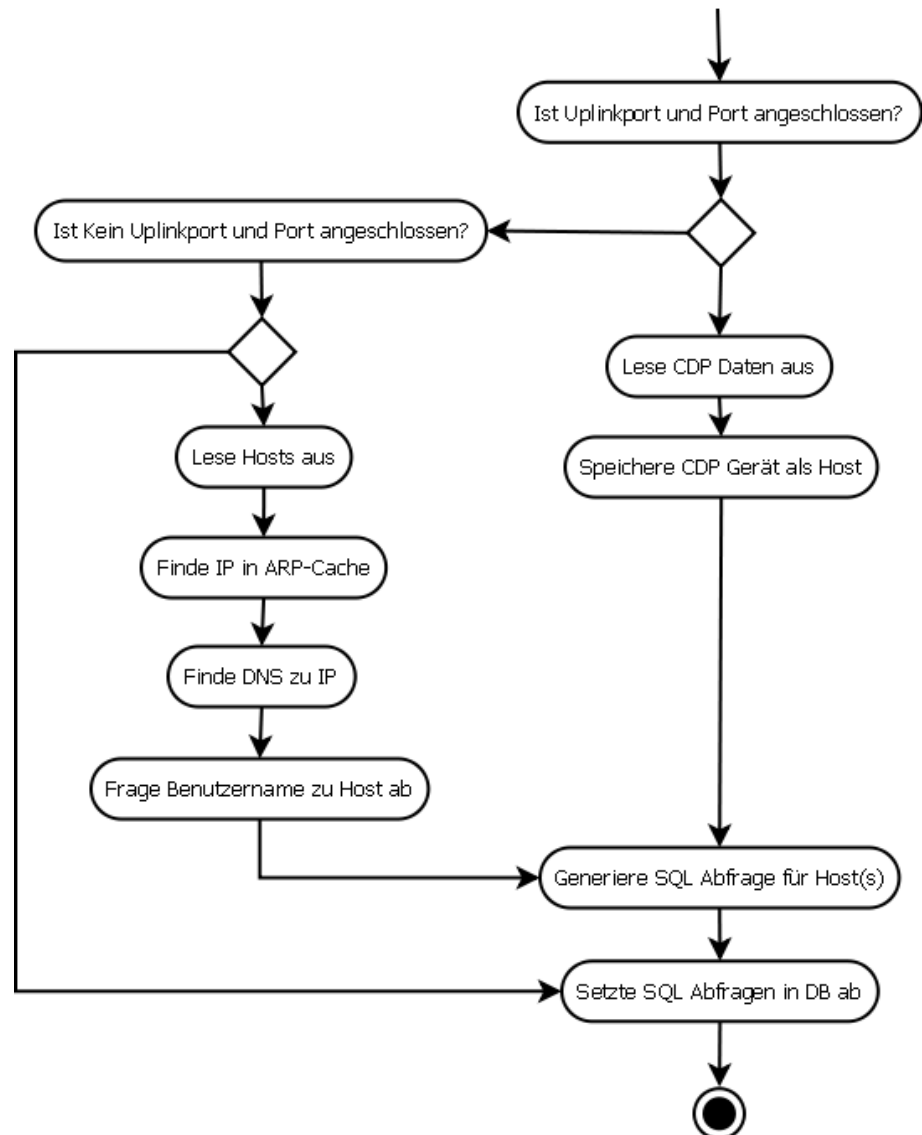 Ist Uplinkport und Port angeschlossen?
Ist Kein Uplinkport und Port angeschlossen?
Lese CDP Daten aus
Lese Hosts aus
Speichere CDP Gerät als Host
Finde IP in ARP-Cache
Finde DNS zu IP
Frage Benutzername zu Host ab
Generiere SQL Abfrage für Host(s)
Setzte SQL Abfragen in DB ab